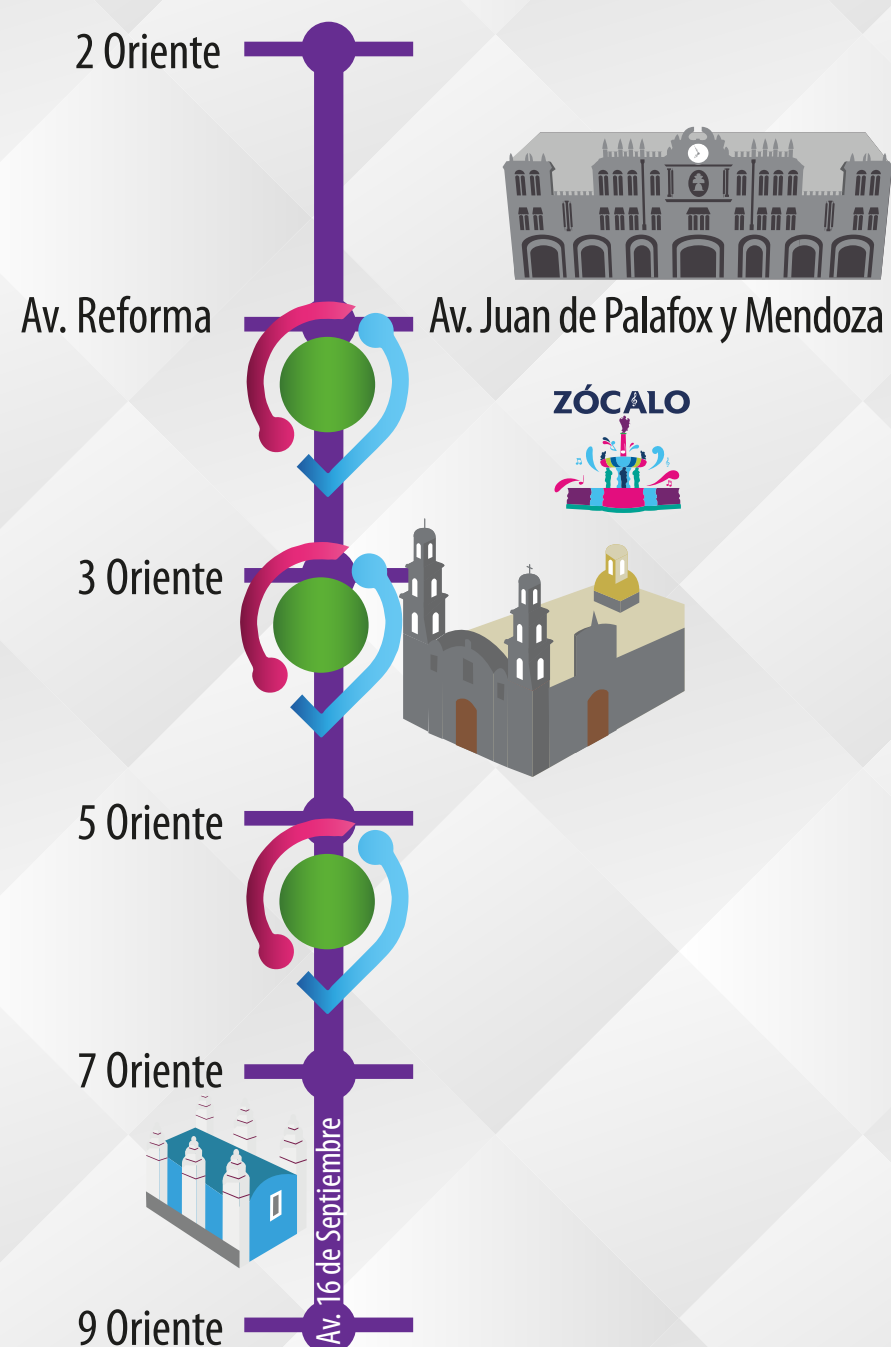 2 Oriente
Av. Reforma
Av. Juan de Palafox y Mendoza
ZÓCALO
3 Oriente
5 Oriente
7 Oriente
Av. 16 de Septiembre
9 Oriente